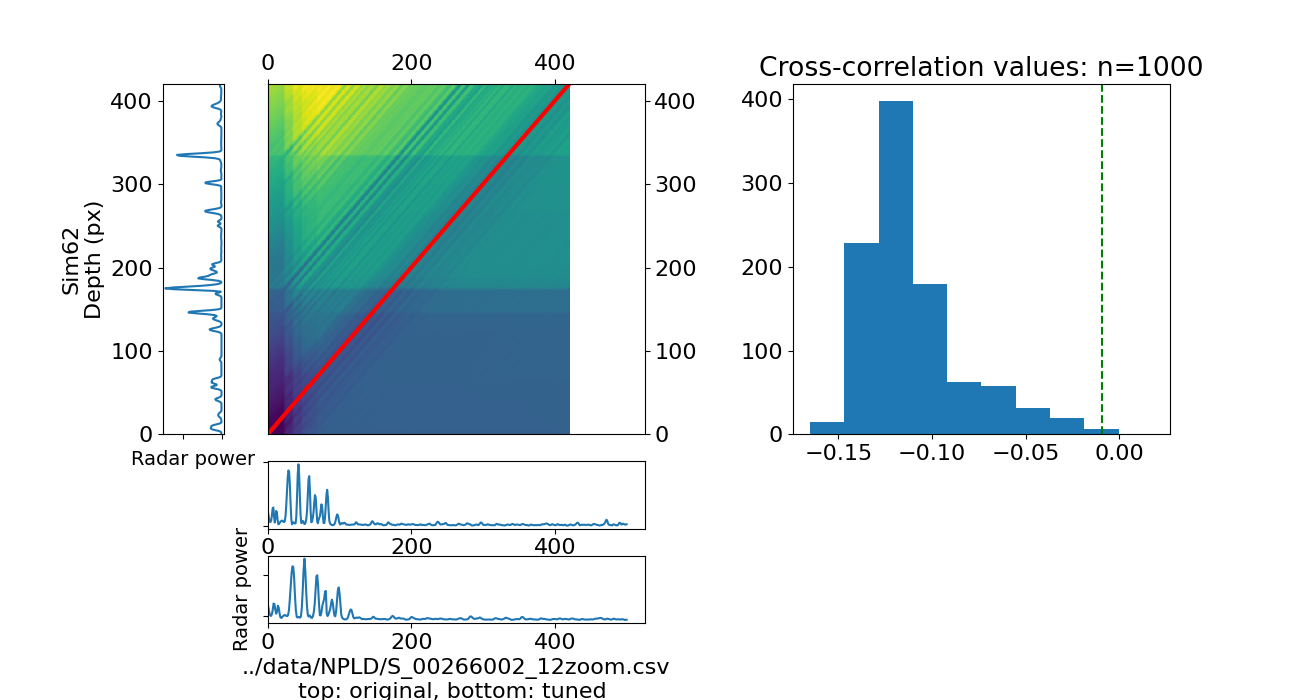 Cross-correlation values: n=1000
0 200 400
400
300
200
100
0
Sim62
Depth (px)
400
300
200
100
0
400
300
200
100
0
−0.15 −0.10 −0.05 0.00
Radar power
0 200 400
Radar power
0 200 400
../data/NPLD/S_00266002_12zoom.csv
top: original, bottom: tuned